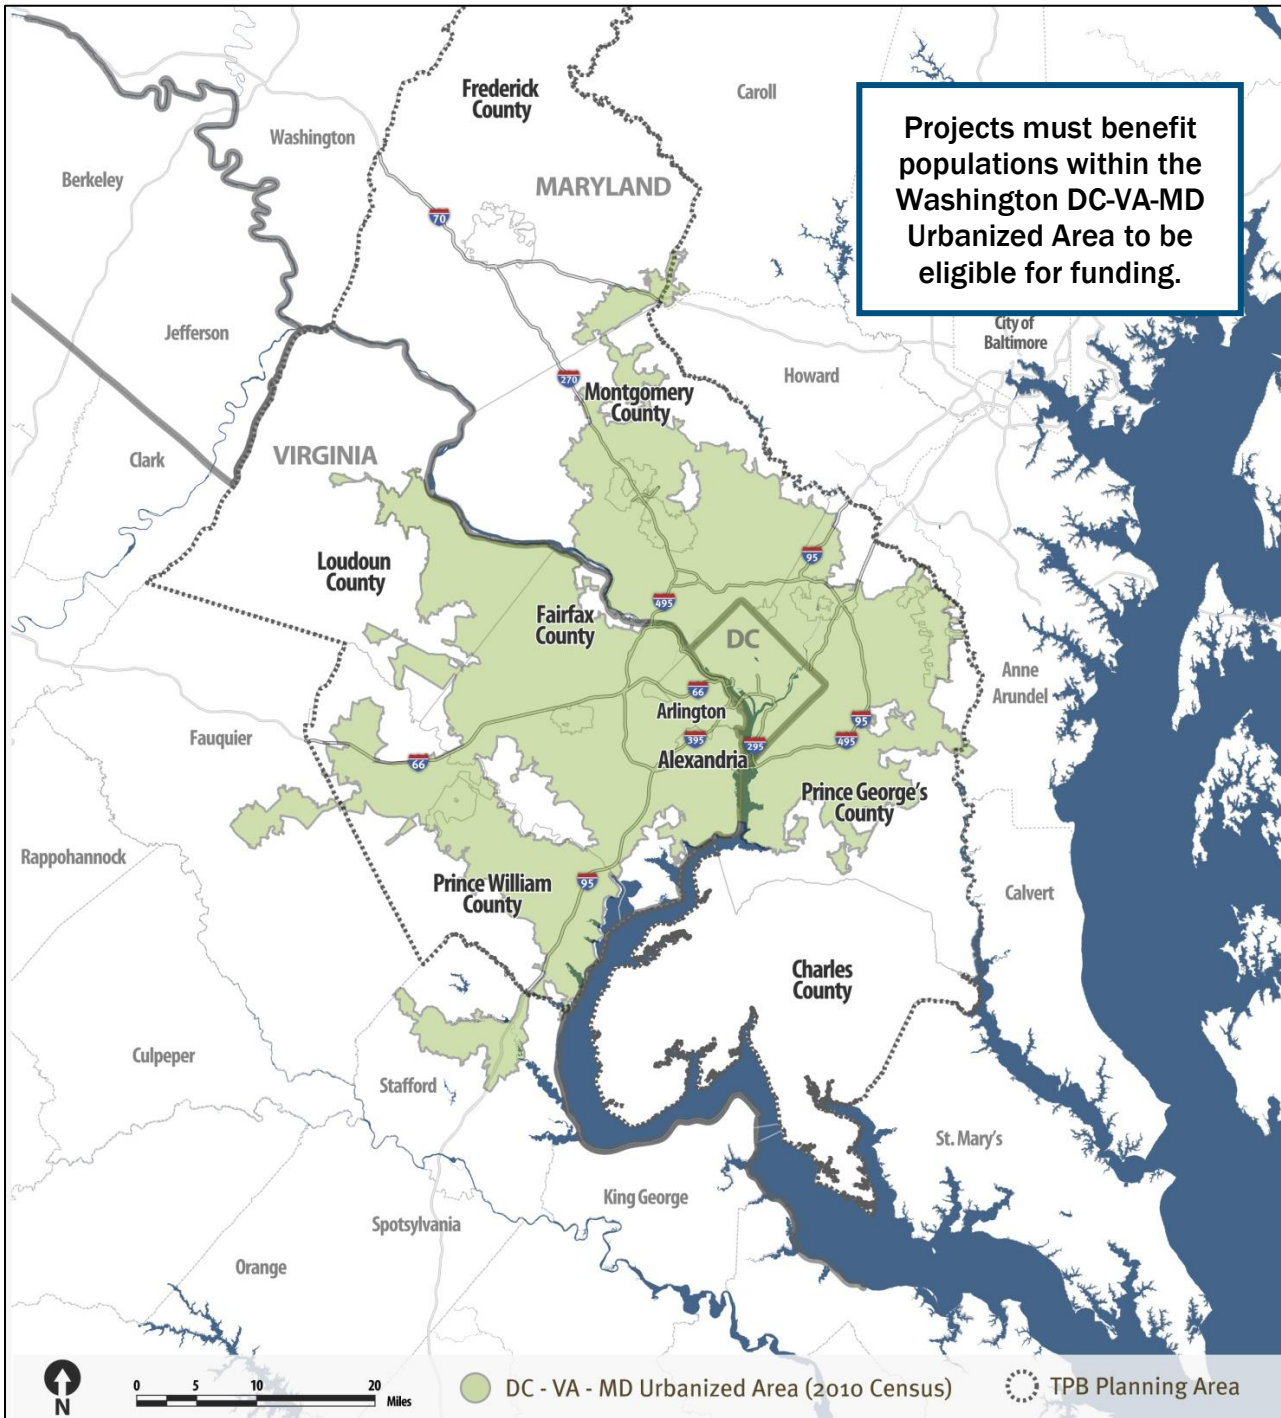 Frederick
County
Caroll
Projects must benefit
populations within the
Washington DC-VA-MD
Urbanized Area to be
eligible for funding.
Washington
Berkeley
MARYLAND
70
Jefferson
City of
Baltimore
Howard
270
Montgomery
County
Clark
VIRGINIA
Loudoun
County
95
Fairfax
County
495
DC
Anne
Arundel
66
Arlington
395
295
95
495
Alexandria
Fauquier
66
Prince George's
County
Rappohannock
Prince William
County
95
Calvert
Charles
County
Culpeper
Stafford
St. Mary's
King George
Spotsylvania
Orange
N
0 5 10 20
Miles
DC - VA - MD Urbanized Area (2010 Census)
TPB Planning Area